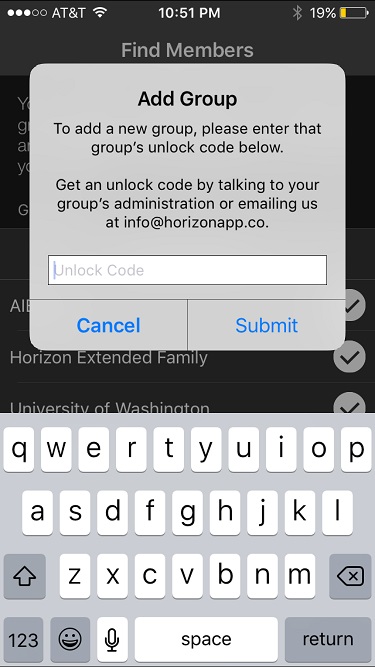 AT&T 10:51 PM 19%
Find Members
Add Group
To add a new group, please enter that
group's unlock code below.
Get an unlock code by talking to your
group's administration or emailing us
at info@horizonapp.co.
Unlock Code
Cancel Submit
Horizon Extended Family
University of Washington
q w e r t y u i o p
a s d f g h j k l
z x c v b n m
123 space return